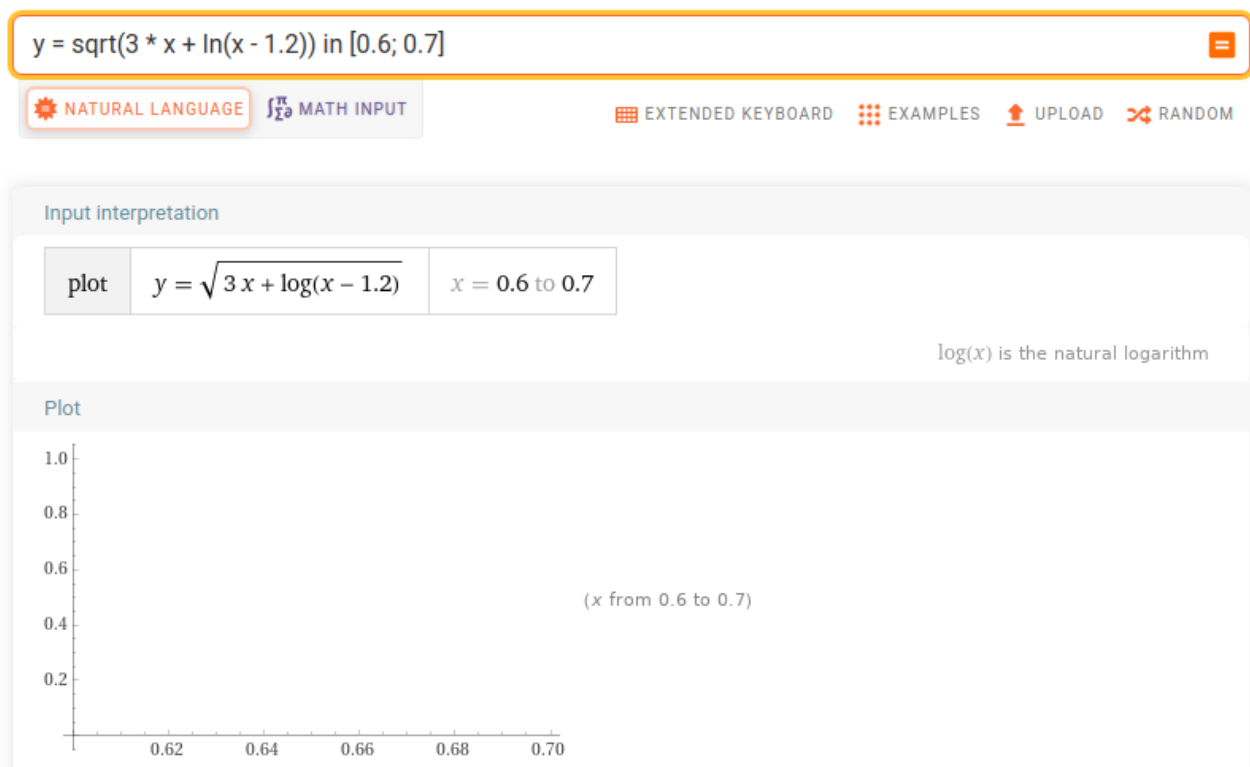 y = sqrt(3 * x + ln(x - 1.2)) in [0.6; 0.7]
=
NATURAL LANGUAGE ∫Σ∂π MATH INPUT EXTENDED KEYBOARD EXAMPLES UPLOAD RANDOM
Input interpretation
plot y = √(3 x + log(x − 1.2)) x = 0.6 to 0.7
log(x) is the natural logarithm
Plot
1.0
0.8
0.6
(x from 0.6 to 0.7)
0.4
0.2
0.62 0.64 0.66 0.68 0.70